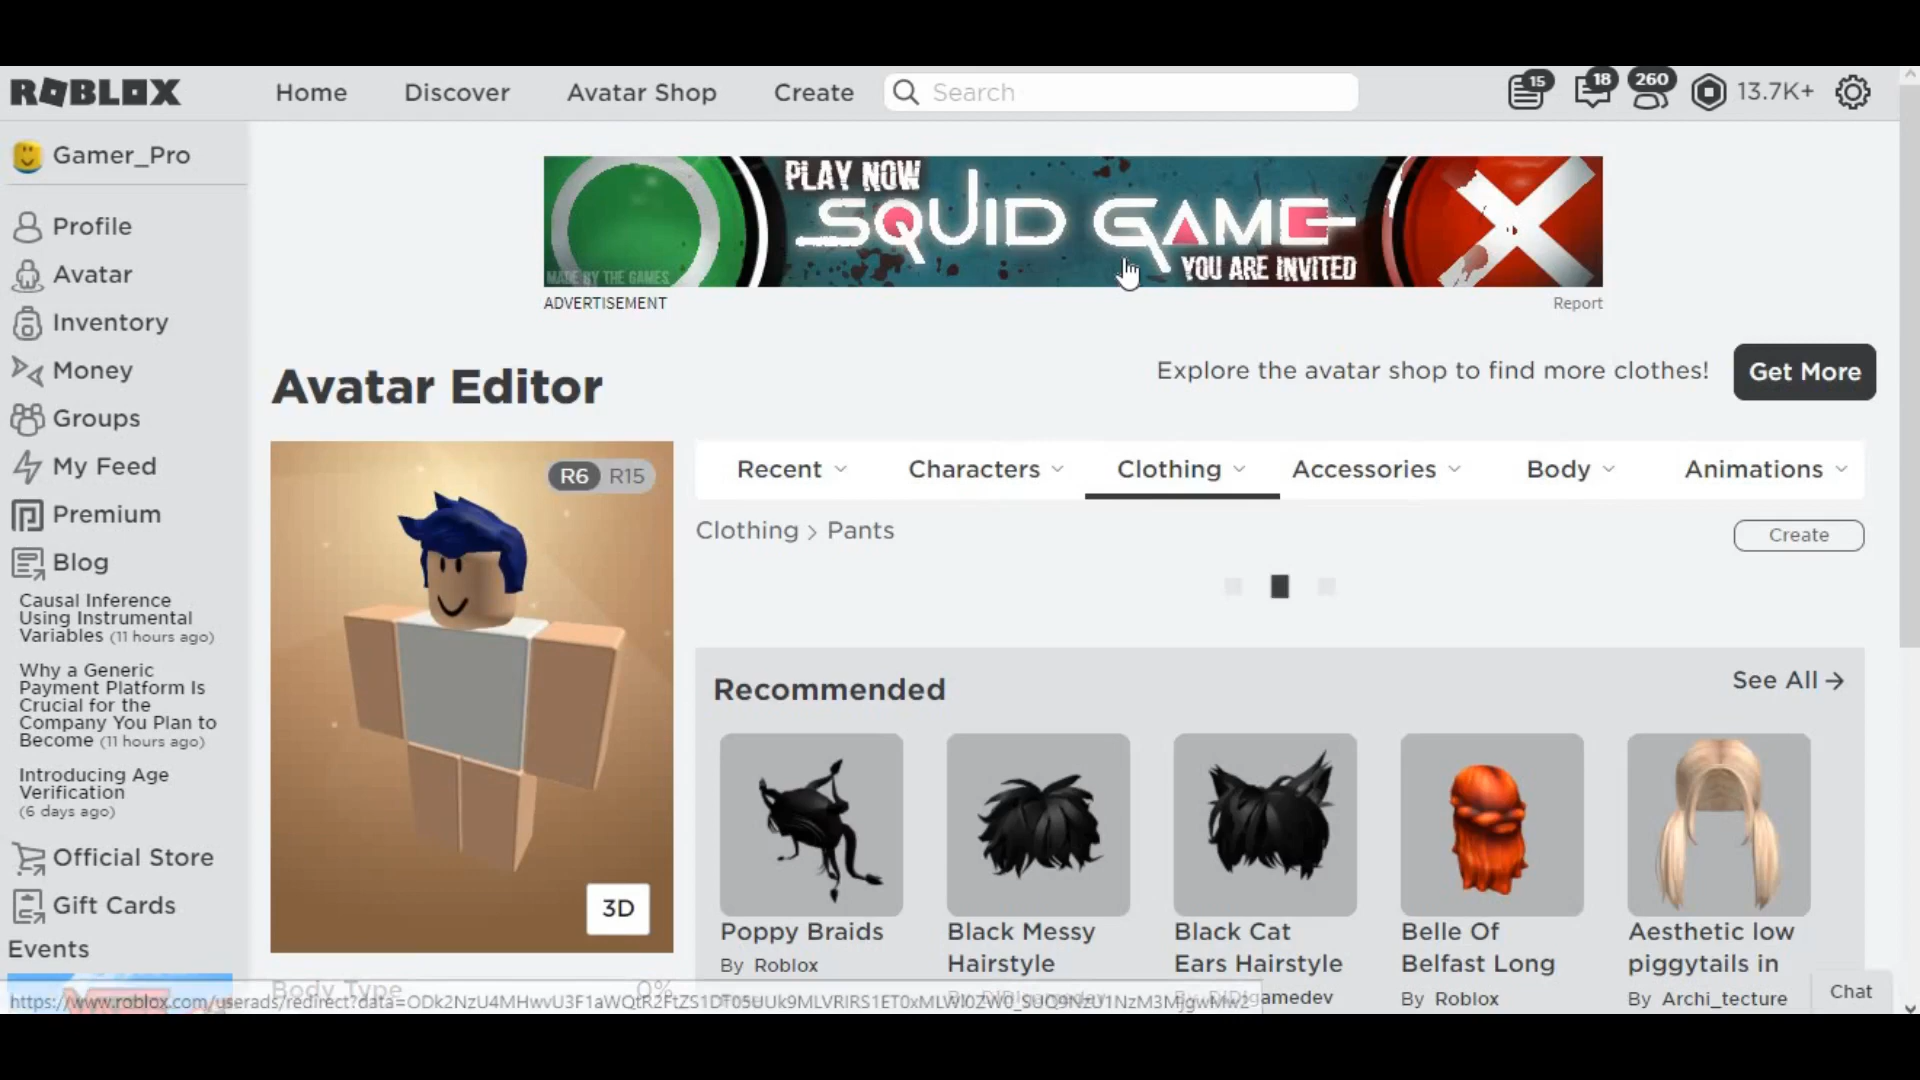 ROBLOX
Home
Discover
Avatar Shop
Create
Search
15
18
260
13.7K+
Gamer_Pro
Profile
Avatar
Inventory
Money
Groups
My Feed
Premium
Blog
Causal Inference
Using Instrumental
Variables (11 hours ago)
Why a Generic
Payment Platform Is
Crucial for the
Company You Plan to
Become (11 hours ago)
Introducing Age
Verification
(6 days ago)
Official Store
Gift Cards
Events
PLAY NOW
SQUID GAME
YOU ARE INVITED
MADE BY THE GAMES
ADVERTISEMENT
Report
Avatar Editor
Explore the avatar shop to find more clothes!
Get More
R6 R15
3D
Body Type
0%
Recent
Characters
Clothing
Accessories
Body
Animations
Clothing > Pants
Create
Recommended
See All →
Poppy Braids
By Roblox
Black Messy
Hairstyle
Black Cat
Ears Hairstyle
gamedev
Belle Of
Belfast Long
By Roblox
Aesthetic low
piggytails in
By Archi_tecture
Chat